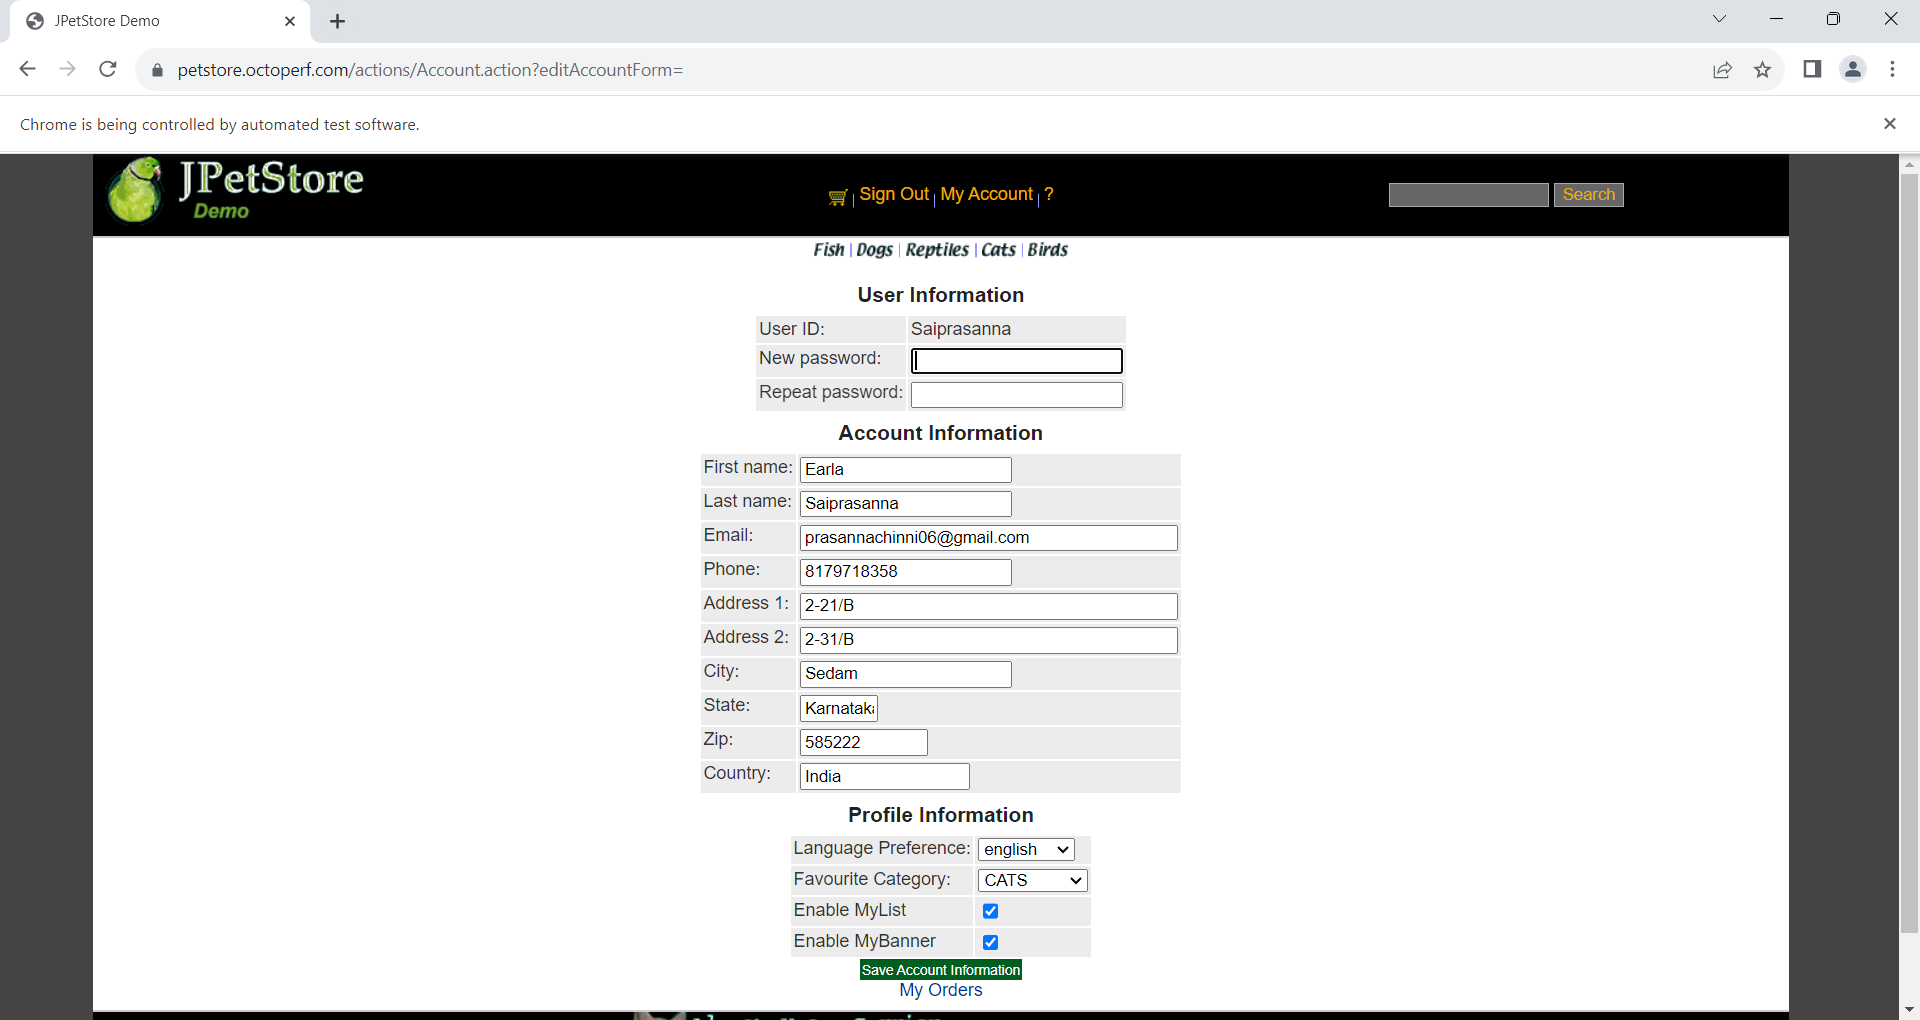 JPetStore Demo
petstore.octoperf.com/actions/Account.action?editAccountForm=
Chrome is being controlled by automated test software.
JPetStore
Demo
| Sign Out | My Account | ?
Search
Fish | Dogs | Reptiles | Cats | Birds
User Information
User ID: Saiprasanna
New password:
Repeat password:
Account Information
First name: Earla
Last name: Saiprasanna
Email: prasannachinni06@gmail.com
Phone: 8179718358
Address 1: 2-21/B
Address 2: 2-31/B
City: Sedam
State: Karnatak
Zip: 585222
Country: India
Profile Information
Language Preference: english
Favourite Category: CATS
Enable MyList
Enable MyBanner
Save Account Information
My Orders